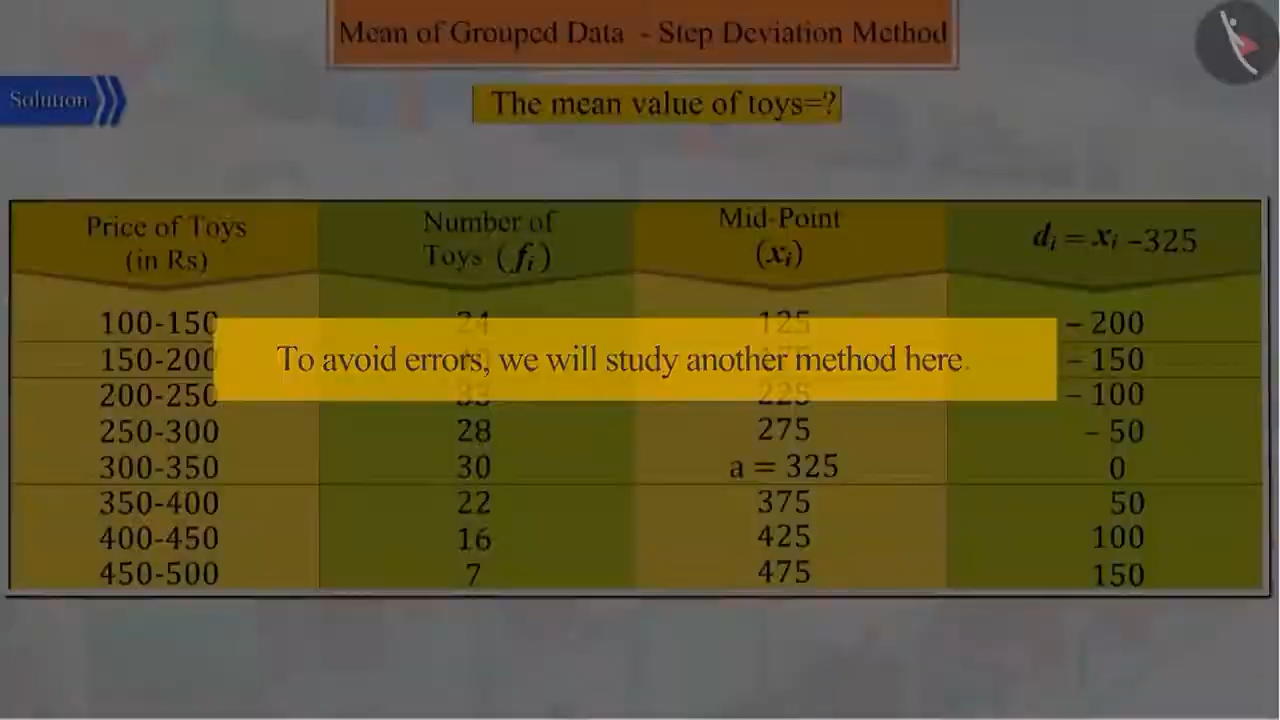 Mean of Grouped Data - Step Deviation Method
Solution
The mean value of toys=?
Price of Toys (in Rs) Number of Toys (fᵢ) Mid-Point (xᵢ) dᵢ = xᵢ –325
100-150 24 125 – 200
150-200 – 150
To avoid errors, we will study another method here.
200-250 33 225 – 100
250-300 28 275 – 50
300-350 30 a = 325 0
350-400 22 375 50
400-450 16 425 100
450-500 7 475 150